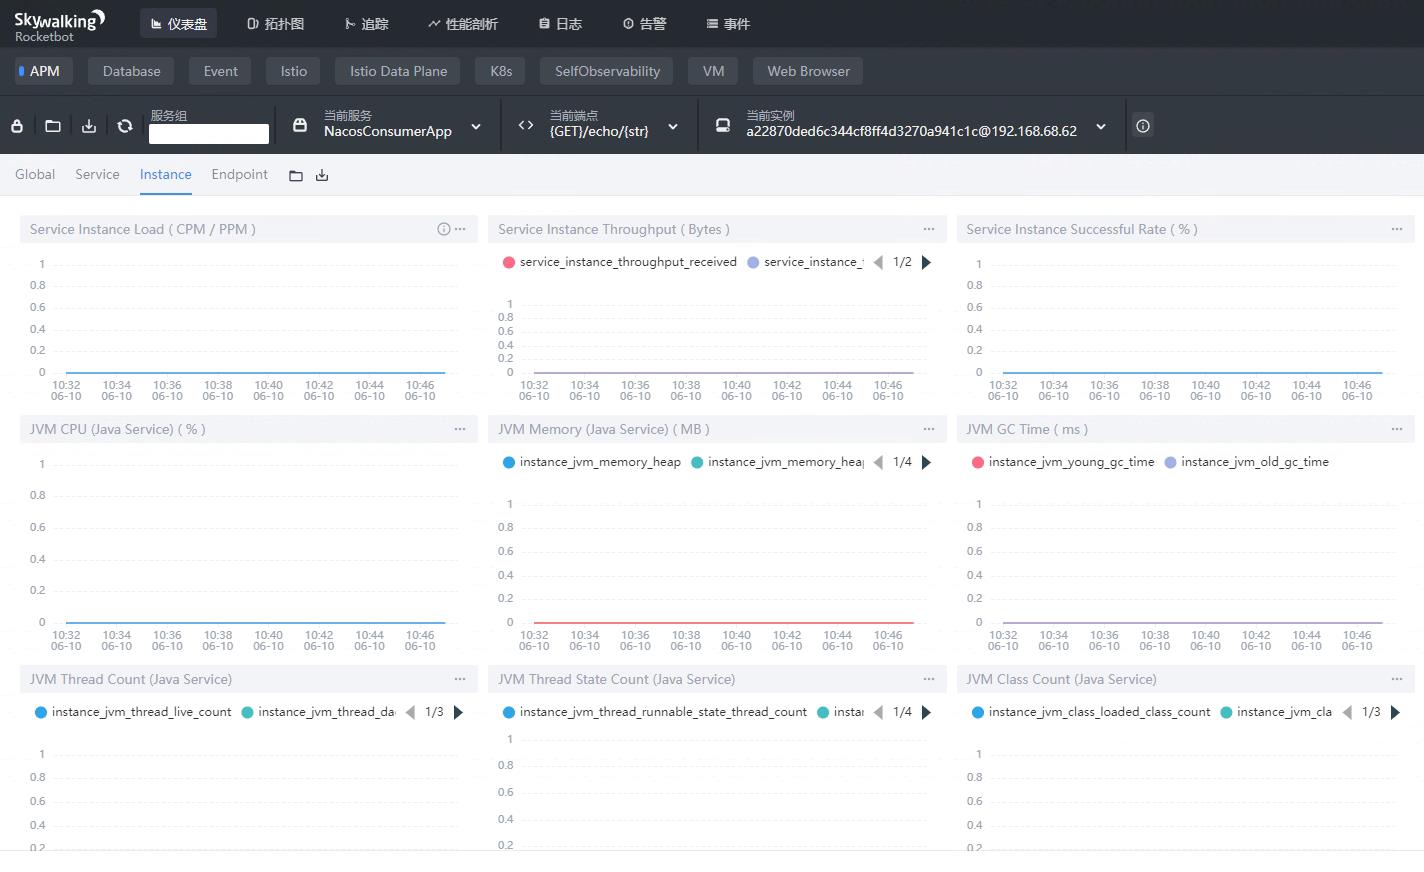 Skywalking
Rocketbot
仪表盘
拓扑图
追踪
性能剖析
日志
告警
事件
APM
Database
Event
Istio
Istio Data Plane
K8s
SelfObservability
VM
Web Browser
服务组
当前服务
NacosConsumerApp
当前端点
{GET}/echo/{str}
当前实例
a22870ded6c344cf8ff4d3270a941c1c@192.168.68.62
Global
Service
Instance
Endpoint
Service Instance Load ( CPM / PPM )
1
0.8
0.6
0.4
0.2
0
10:32 10:34 10:36 10:38 10:40 10:42 10:44 10:46
06-10 06-10 06-10 06-10 06-10 06-10 06-10 06-10
Service Instance Throughput ( Bytes )
service_instance_throughput_received
service_instance_
1/2
1
0.8
0.6
0.4
0.2
0
10:32 10:34 10:36 10:38 10:40 10:42 10:44 10:46
06-10 06-10 06-10 06-10 06-10 06-10 06-10 06-10
Service Instance Successful Rate ( % )
1
0.8
0.6
0.4
0.2
0
10:32 10:34 10:36 10:38 10:40 10:42 10:44 10:46
06-10 06-10 06-10 06-10 06-10 06-10 06-10 06-10
JVM CPU (Java Service) ( % )
1
0.8
0.6
0.4
0.2
0
10:32 10:34 10:36 10:38 10:40 10:42 10:44 10:46
06-10 06-10 06-10 06-10 06-10 06-10 06-10 06-10
JVM Memory (Java Service) ( MB )
instance_jvm_memory_heap
instance_jvm_memory_hea
1/4
1
0.8
0.6
0.4
0.2
0
10:32 10:34 10:36 10:38 10:40 10:42 10:44 10:46
06-10 06-10 06-10 06-10 06-10 06-10 06-10 06-10
JVM GC Time ( ms )
instance_jvm_young_gc_time
instance_jvm_old_gc_time
1
0.8
0.6
0.4
0.2
0
10:32 10:34 10:36 10:38 10:40 10:42 10:44 10:46
06-10 06-10 06-10 06-10 06-10 06-10 06-10 06-10
JVM Thread Count (Java Service)
instance_jvm_thread_live_count
instance_jvm_thread_da
1/3
1
0.8
0.6
0.4
0.2
JVM Thread State Count (Java Service)
instance_jvm_thread_runnable_state_thread_count
instar
1/4
1
0.8
0.6
0.4
0.2
JVM Class Count (Java Service)
instance_jvm_class_loaded_class_count
instance_jvm_cla
1/3
1
0.8
0.6
0.4
0.2